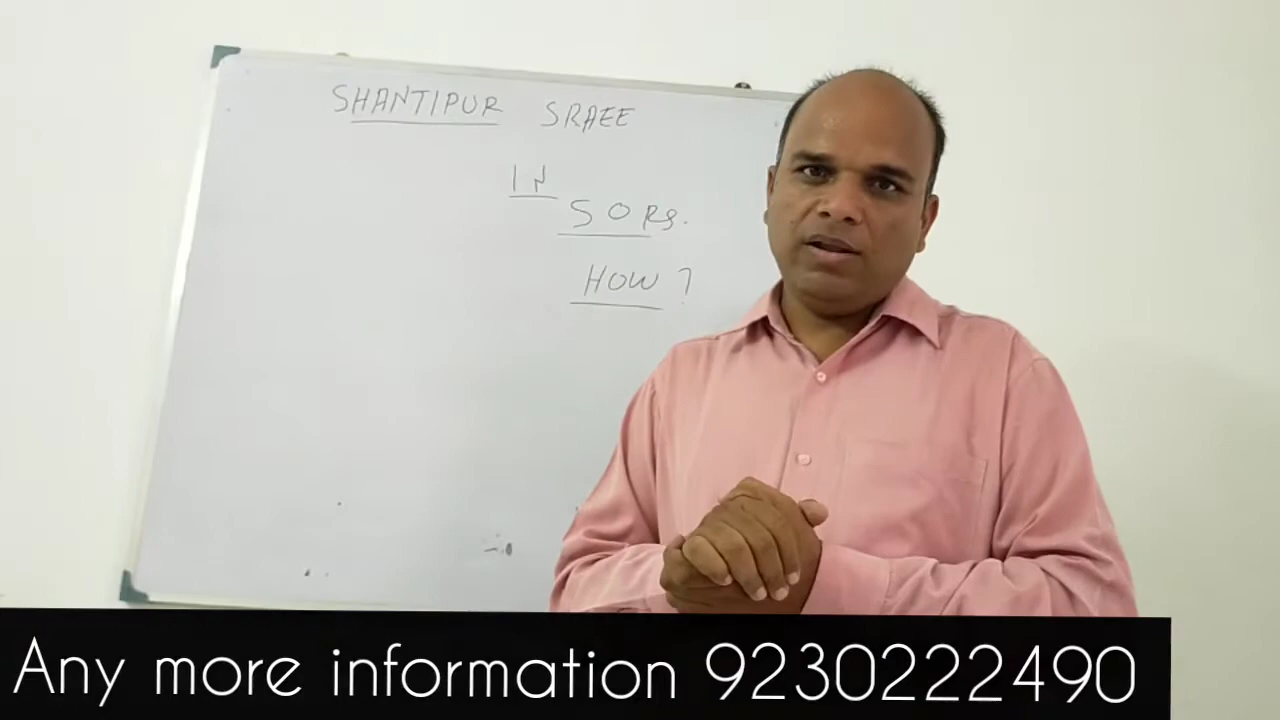 SHANTIPUR SRAEE
IN
50 Rs.
HOW ?
Any more information 9230222490